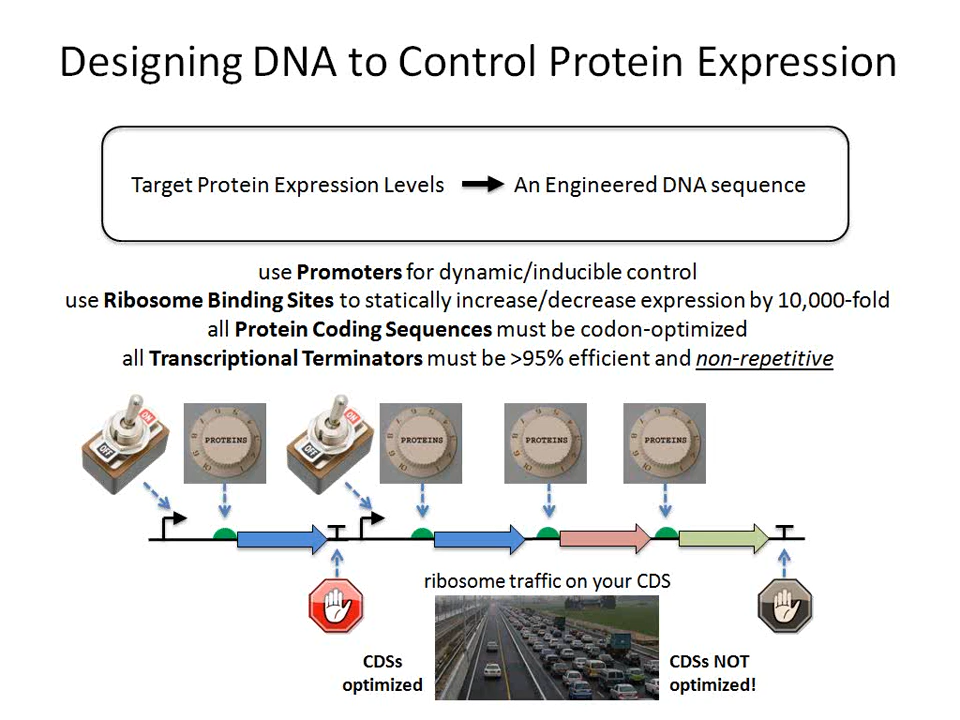 Designing DNA to Control Protein Expression
Target Protein Expression Levels
An Engineered DNA sequence
use Promoters for dynamic/inducible control
use Ribosome Binding Sites to statically increase/decrease expression by 10,000-fold
all Protein Coding Sequences must be codon-optimized
all Transcriptional Terminators must be >95% efficient and non-repetitive
ON
OFF
PROTEINS
ON
OFF
PROTEINS
PROTEINS
PROTEINS
ribosome traffic on your CDS
CDSs
optimized
CDSs NOT
optimized!